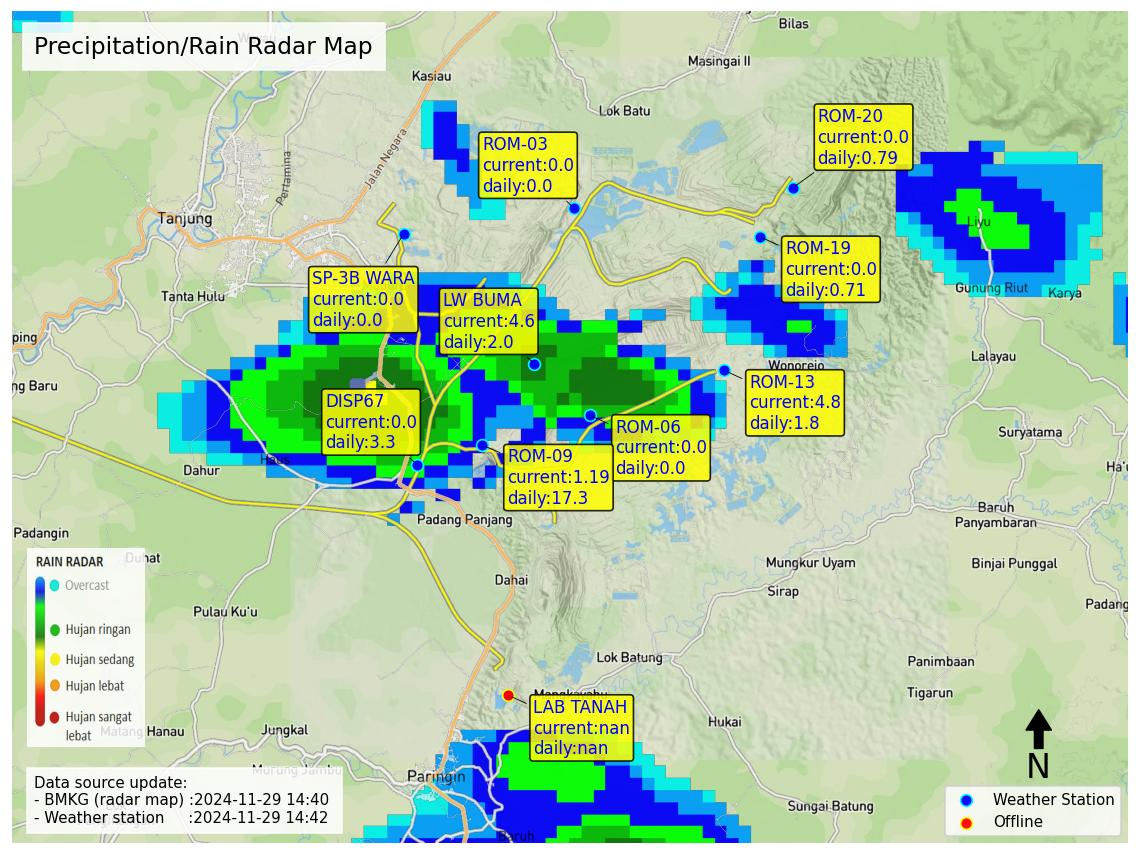 Precipitation/Rain Radar Map
Bilas
Masingai II
Kasiau
Lok Batu
Jalan Negara
Pertamina
Tanjung
ROM-03
current:0.0
daily:0.0
ROM-20
current:0.0
daily:0.79
Liyu
ROM-19
current:0.0
daily:0.71
SP-3B WARA
current:0.0
daily:0.0
LW BUMA
current:4.6
daily:2.0
Tanta Hulu
Gunung Riut
Karya
ping
Lalayau
Wonorejo
ng Baru
ROM-13
current:4.8
daily:1.8
DISP67
current:0.0
daily:3.3
ROM-06
current:0.0
daily:0.0
Suryatama
ROM-09
current:1.19
daily:17.3
Haus
Dahur
Ha'u
Padang Panjang
Baruh
Panyambaran
Padangin
Duhat
Mungkur Uyam
Binjai Punggal
Dahai
Sirap
Padang
Pulau Ku'u
RAIN RADAR
Overcast
Hujan ringan
Hujan sedang
Hujan lebat
Hujan sangat
lebat
Lok Batung
Panimbaan
Tigarun
Mangkayahu
LAB TANAH
current:nan
daily:nan
Hukai
Matang Hanau
Jungkal
Murung Jambu
Paringin
Sungai Batung
Baruh
Data source update:
- BMKG (radar map) :2024-11-29 14:40
- Weather station :2024-11-29 14:42
N
Weather Station
Offline